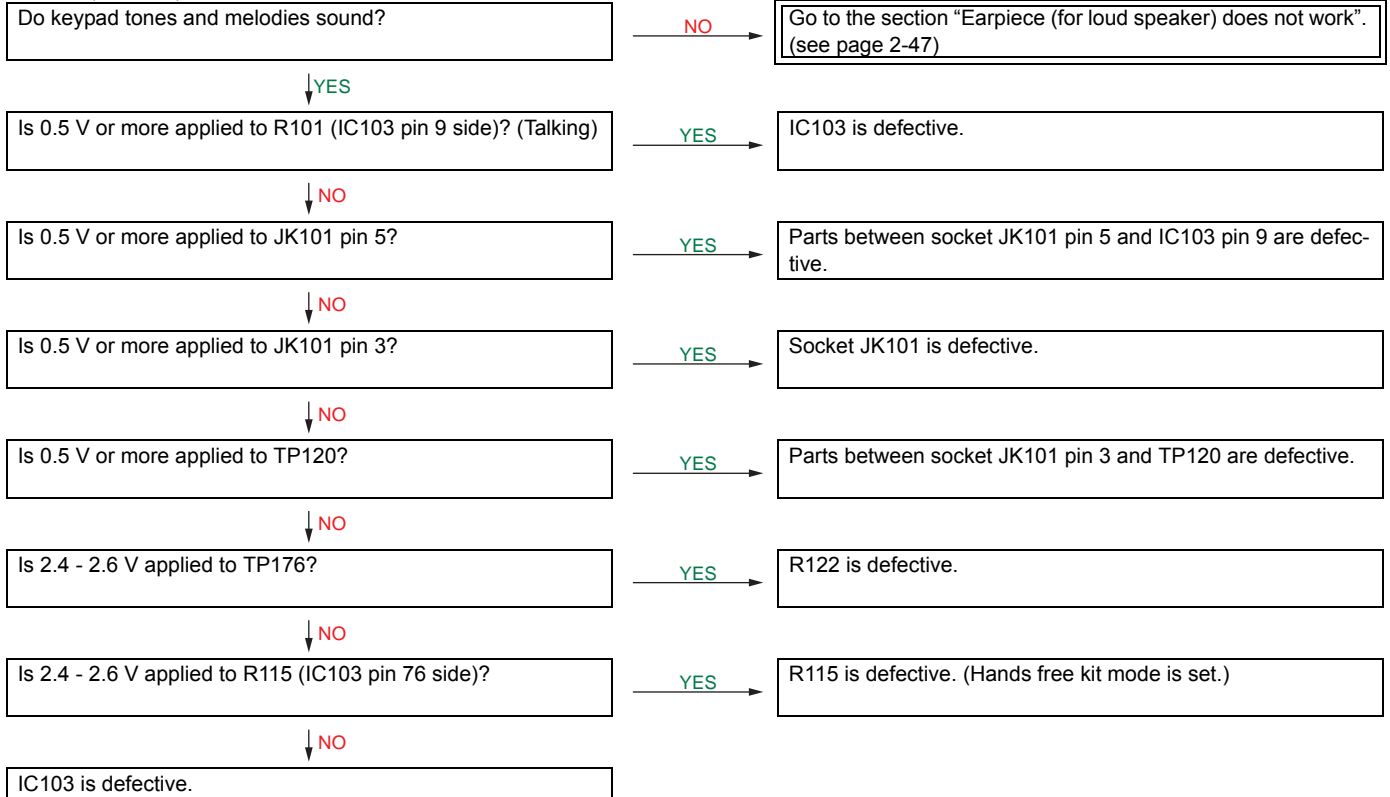 Do keypad tones and melodies sound?
NO
Go to the section “Earpiece (for loud speaker) does not work”.
(see page 2-47)
YES
Is 0.5 V or more applied to R101 (IC103 pin 9 side)? (Talking)
YES
IC103 is defective.
NO
Is 0.5 V or more applied to JK101 pin 5?
YES
Parts between socket JK101 pin 5 and IC103 pin 9 are defec-
tive.
NO
Is 0.5 V or more applied to JK101 pin 3?
YES
Socket JK101 is defective.
NO
Is 0.5 V or more applied to TP120?
YES
Parts between socket JK101 pin 3 and TP120 are defective.
NO
Is 2.4 - 2.6 V applied to TP176?
YES
R122 is defective.
NO
Is 2.4 - 2.6 V applied to R115 (IC103 pin 76 side)?
YES
R115 is defective. (Hands free kit mode is set.)
NO
IC103 is defective.